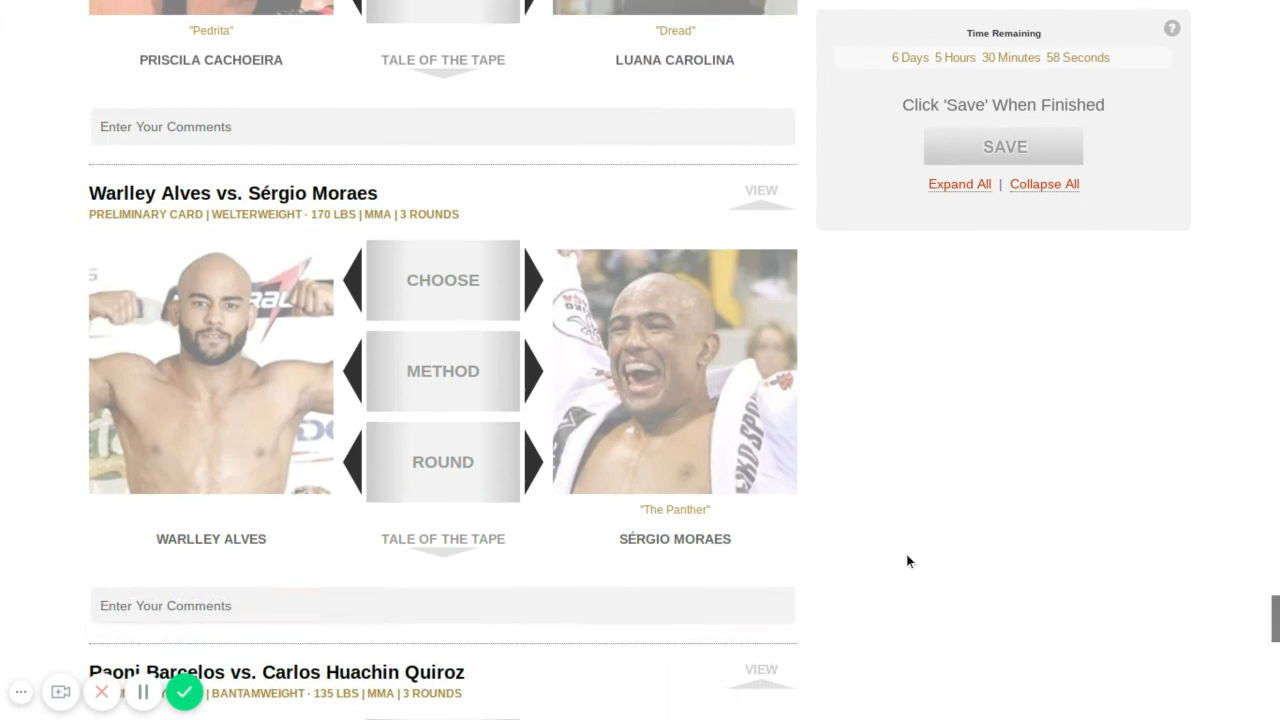 "Pedrita"
"Dread"
PRISCILA CACHOEIRA
TALE OF THE TAPE
LUANA CAROLINA
Enter Your Comments
Time Remaining
?
6 Days 5 Hours 30 Minutes 58 Seconds
Click 'Save' When Finished
SAVE
Expand All | Collapse All
Warlley Alves vs. Sérgio Moraes
VIEW
PRELIMINARY CARD | WELTERWEIGHT · 170 LBS | MMA | 3 ROUNDS
CHOOSE
METHOD
ROUND
"The Panther"
WARLLEY ALVES
TALE OF THE TAPE
SÉRGIO MORAES
Enter Your Comments
Raoni Barcelos vs. Carlos Huachin Quiroz
VIEW
| BANTAMWEIGHT · 135 LBS | MMA | 3 ROUNDS